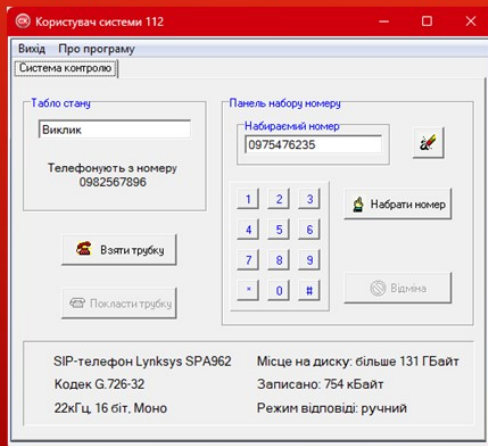 Користувач системи 112
Вихід Про програму
Система контролю
Табло стану
Виклик
Телефонують з номеру
0982567896
Взяти трубку
Покласти трубку
Панель набору номеру
Набираємий номер
0975476235
1 2 3
4 5 6
7 8 9
* 0 #
Набрати номер
Відміна
SIP-телефон Lynksys SPA962
Кодек G.726-32
22кГц, 16 біт, Моно
Місце на диску: більше 131 ГБайт
Записано: 754 кБайт
Режим відповіді: ручний